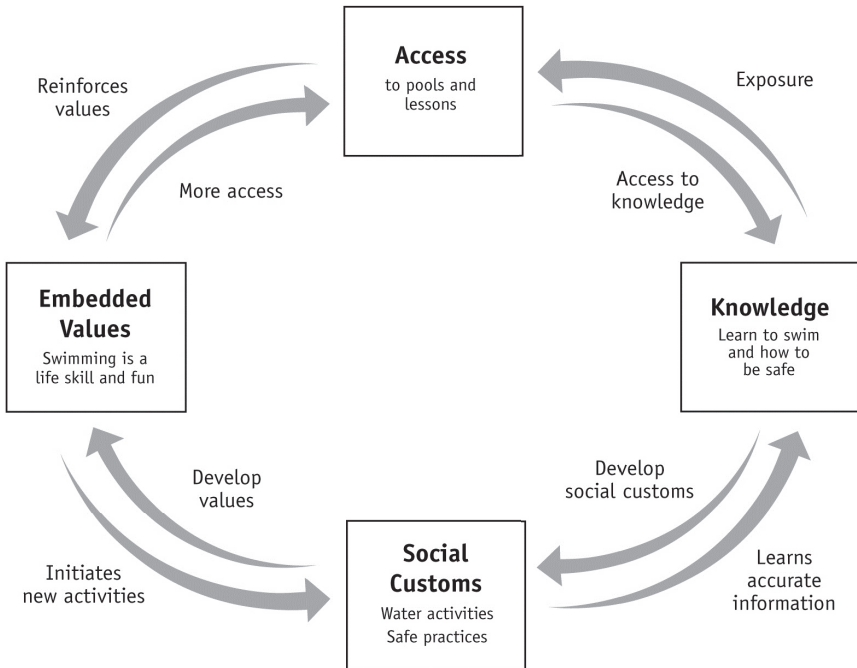 Access
to pools and
lessons
Reinforces
values
Exposure
More access
Access to
knowledge
Embedded
Values
Swimming is a
life skill and fun
Knowledge
Learn to swim
and how to
be safe
Develop
values
Develop
social customs
Initiates
new activities
Social
Customs
Water activities
Safe practices
Learns
accurate
information